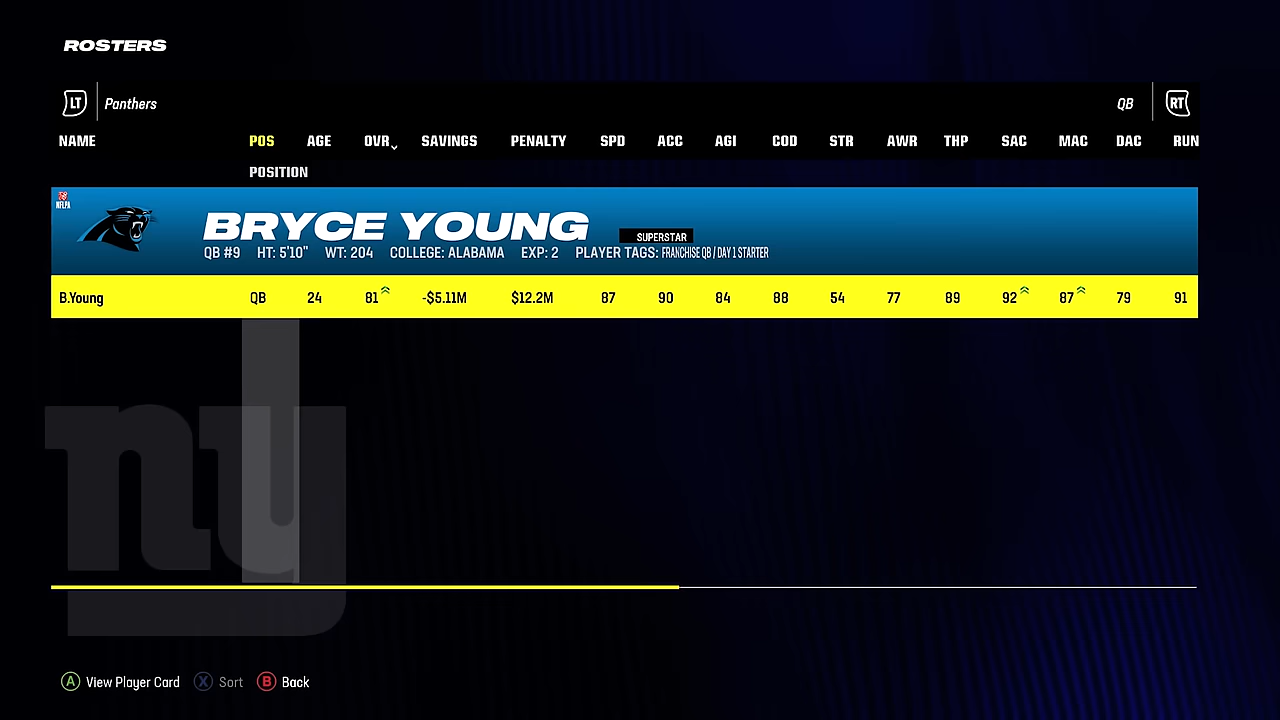 ROSTERS
LT Panthers QB RT
NAME POS AGE OVR SAVINGS PENALTY SPD ACC AGI COD STR AWR THP SAC MAC DAC RUN
POSITION
NFLPA
BRYCE YOUNG SUPERSTAR
QB #9 HT: 5'10" WT: 204 COLLEGE: ALABAMA EXP: 2 PLAYER TAGS: FRANCHISE QB / DAY 1 STARTER
B.Young QB 24 81 -$5.11M $12.2M 87 90 84 88 54 77 89 92 87 79 91
ny
A View Player Card X Sort B Back